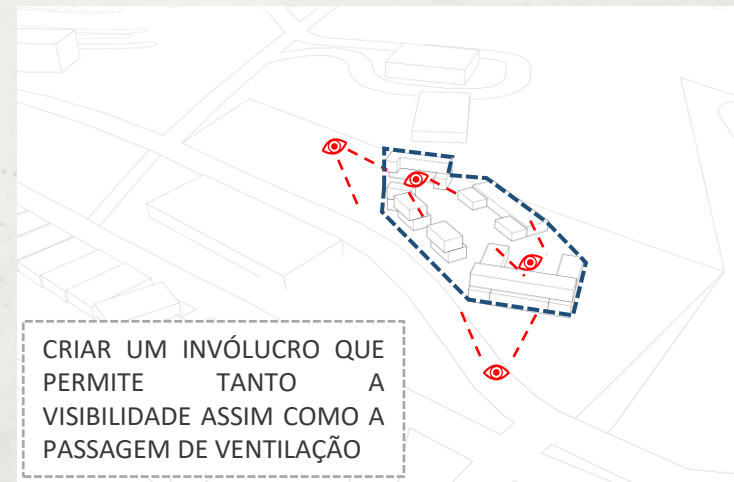 CRIAR UM INVÓLUCRO QUE
PERMITE TANTO A
VISIBILIDADE ASSIM COMO A
PASSAGEM DE VENTILAÇÃO